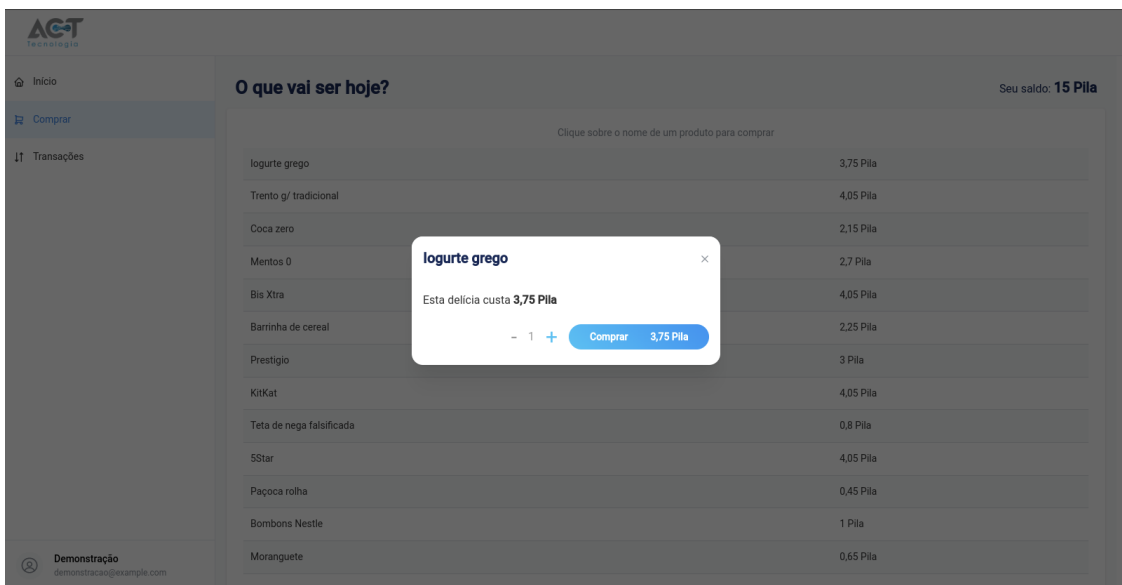 ACT
Tecnologia
Início
Comprar
Transações
O que vai ser hoje?
Seu saldo: 15 Pila
Clique sobre o nome de um produto para comprar
Iogurte grego 3,75 Pila
Trento g/ tradicional 4,05 Pila
Coca zero 2,15 Pila
Mentos 0 2,7 Pila
Bis Xtra 4,05 Pila
Barrinha de cereal 2,25 Pila
Prestigio 3 Pila
KitKat 4,05 Pila
Teta de nega falsificada 0,8 Pila
5Star 4,05 Pila
Paçoca rolha 0,45 Pila
Bombons Nestle 1 Pila
Moranguete 0,65 Pila
Iogurte grego ×
Esta delícia custa 3,75 Pila
- 1 + Comprar 3,75 Pila
Demonstração
demonstracao@example.com